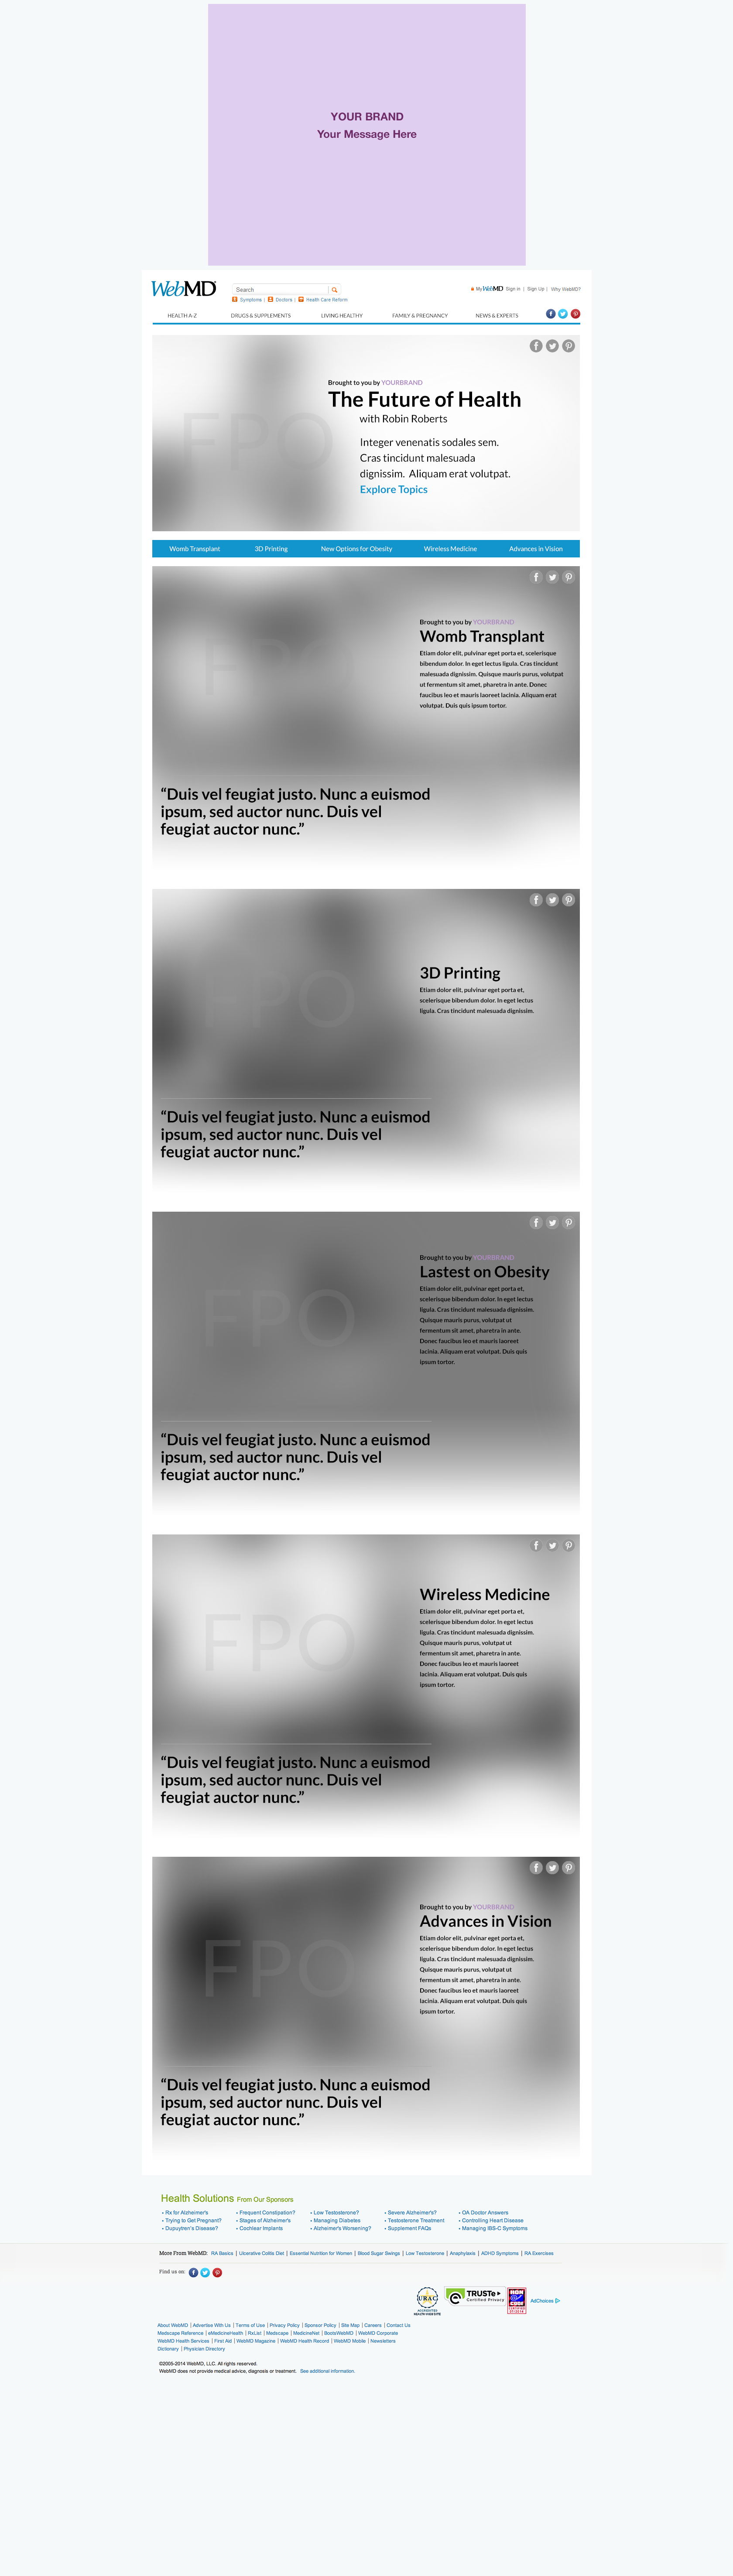 YOUR BRAND
Your Message Here
WebMD
Search
My WebMD Sign in | Sign Up | Why WebMD?
Symptoms | Doctors | Health Care Reform
HEALTH A-Z DRUGS & SUPPLEMENTS LIVING HEALTHY FAMILY & PREGNANCY NEWS & EXPERTS
FPO
Brought to you by YOURBRAND
The Future of Health
with Robin Roberts
Integer venenatis sodales sem.
Cras tincidunt malesuada
dignissim. Aliquam erat volutpat.
Explore Topics
Womb Transplant 3D Printing New Options for Obesity Wireless Medicine Advances in Vision
FPO
Brought to you by YOURBRAND
Womb Transplant
Etiam dolor elit, pulvinar eget porta et, scelerisque
bibendum dolor. In eget lectus ligula. Cras tincidunt
malesuada dignissim. Quisque mauris purus, volutpat
ut fermentum sit amet, pharetra in ante. Donec
faucibus leo et mauris laoreet lacinia. Aliquam erat
volutpat. Duis quis ipsum tortor.
“Duis vel feugiat justo. Nunc a euismod
ipsum, sed auctor nunc. Duis vel
feugiat auctor nunc.”
FPO
3D Printing
Etiam dolor elit, pulvinar eget porta et,
scelerisque bibendum dolor. In eget lectus
ligula. Cras tincidunt malesuada dignissim.
“Duis vel feugiat justo. Nunc a euismod
ipsum, sed auctor nunc. Duis vel
feugiat auctor nunc.”
FPO
Brought to you by YOURBRAND
Lastest on Obesity
Etiam dolor elit, pulvinar eget porta et,
scelerisque bibendum dolor. In eget lectus
ligula. Cras tincidunt malesuada dignissim.
Quisque mauris purus, volutpat ut
fermentum sit amet, pharetra in ante.
Donec faucibus leo et mauris laoreet
lacinia. Aliquam erat volutpat. Duis quis
ipsum tortor.
“Duis vel feugiat justo. Nunc a euismod
ipsum, sed auctor nunc. Duis vel
feugiat auctor nunc.”
FPO
Wireless Medicine
Etiam dolor elit, pulvinar eget porta et,
scelerisque bibendum dolor. In eget lectus
ligula. Cras tincidunt malesuada dignissim.
Quisque mauris purus, volutpat ut
fermentum sit amet, pharetra in ante.
Donec faucibus leo et mauris laoreet
lacinia. Aliquam erat volutpat. Duis quis
ipsum tortor.
“Duis vel feugiat justo. Nunc a euismod
ipsum, sed auctor nunc. Duis vel
feugiat auctor nunc.”
FPO
Brought to you by YOURBRAND
Advances in Vision
Etiam dolor elit, pulvinar eget porta et,
scelerisque bibendum dolor. In eget lectus
ligula. Cras tincidunt malesuada dignissim.
Quisque mauris purus, volutpat ut
fermentum sit amet, pharetra in ante.
Donec faucibus leo et mauris laoreet
lacinia. Aliquam erat volutpat. Duis quis
ipsum tortor.
“Duis vel feugiat justo. Nunc a euismod
ipsum, sed auctor nunc. Duis vel
feugiat auctor nunc.”
Health Solutions From Our Sponsors
Rx for Alzheimer's Frequent Constipation? Low Testosterone? Severe Alzheimer's? OA Doctor Answers
Trying to Get Pregnant? Stages of Alzheimer's Managing Diabetes Testosterone Treatment Controlling Heart Disease
Dupuytren's Disease? Cochlear Implants Alzheimer's Worsening? Supplement FAQs Managing IBS-C Symptoms
More From WebMD: RA Basics | Ulcerative Colitis Diet | Essential Nutrition for Women | Blood Sugar Swings | Low Testosterone | Anaphylaxis | ADHD Symptoms | RA Exercises
Find us on:
URAC
ACCREDITED
HEALTH WEB SITE
TRUSTe
Certified Privacy
HON
CODE
AdChoices
About WebMD | Advertise With Us | Terms of Use | Privacy Policy | Sponsor Policy | Site Map | Careers | Contact Us
Medscape Reference | eMedicineHealth | RxList | Medscape | MedicineNet | BootsWebMD | WebMD Corporate
WebMD Health Services | First Aid | WebMD Magazine | WebMD Health Record | WebMD Mobile | Newsletters
Dictionary | Physician Directory
©2005-2014 WebMD, LLC. All rights reserved.
WebMD does not provide medical advice, diagnosis or treatment. See additional information.